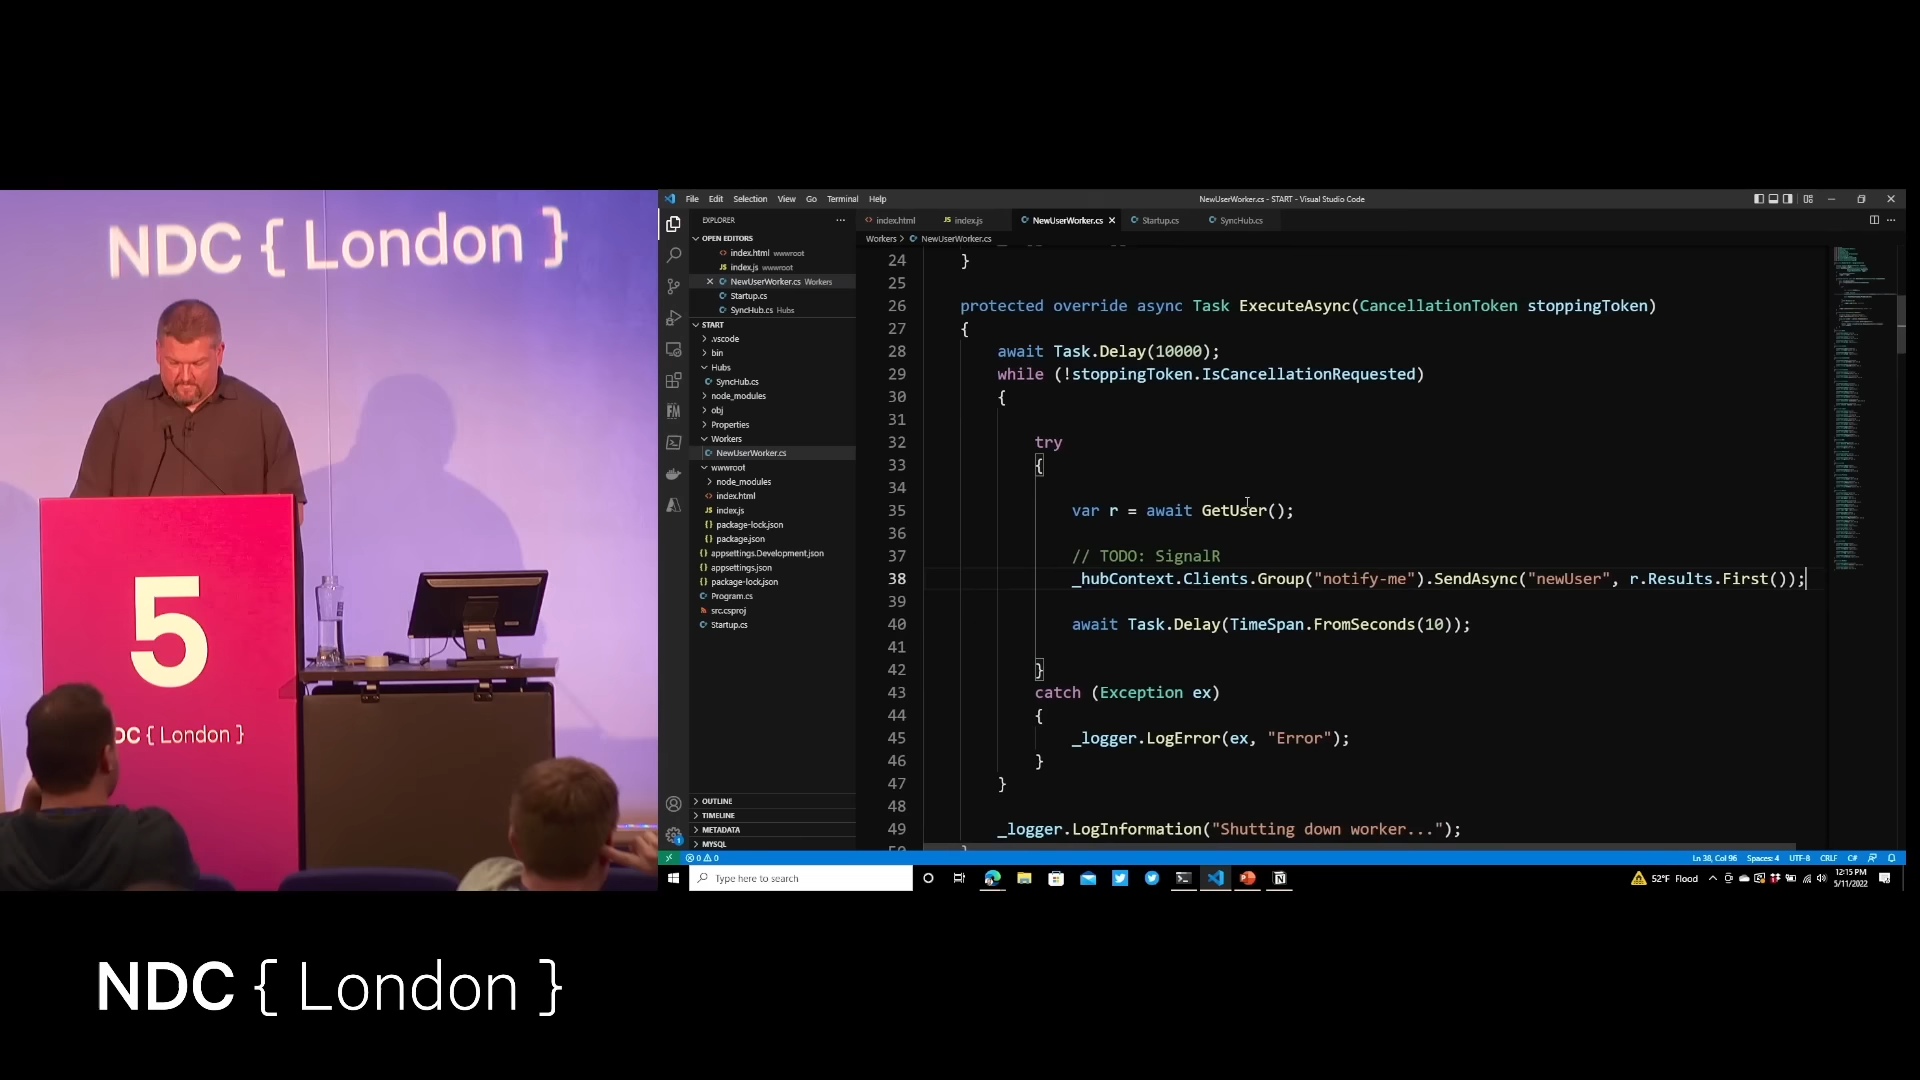 NDC { London }
5
DC { London }
NDC { London }
File Edit Selection View Go Terminal Help
NewUserWorker.cs - START - Visual Studio Code
EXPLORER
OPEN EDITORS
index.html wwwroot
index.js wwwroot
NewUserWorker.cs Workers
Startup.cs
SyncHub.cs Hubs
START
.vscode
bin
Hubs
SyncHub.cs
node_modules
obj
Properties
Workers
NewUserWorker.cs
wwwroot
node_modules
index.html
index.js
package-lock.json
package.json
appsettings.Development.json
appsettings.json
package-lock.json
Program.cs
src.csproj
Startup.cs
OUTLINE
TIMELINE
METADATA
MYSQL
index.html index.js NewUserWorker.cs Startup.cs SyncHub.cs
Workers > NewUserWorker.cs
24 }
25
26 protected override async Task ExecuteAsync(CancellationToken stoppingToken)
27 {
28 await Task.Delay(10000);
29 while (!stoppingToken.IsCancellationRequested)
30 {
31
32 try
33 {
34
35 var r = await GetUser();
36
37 // TODO: SignalR
38 _hubContext.Clients.Group("notify-me").SendAsync("newUser", r.Results.First());
39
40 await Task.Delay(TimeSpan.FromSeconds(10));
41
42 }
43 catch (Exception ex)
44 {
45 _logger.LogError(ex, "Error");
46 }
47 }
48
49 _logger.LogInformation("Shutting down worker...");
0 0
Ln 38, Col 96 Spaces: 4 UTF-8 CRLF C#
Type here to search
52°F Flood
12:15 PM
5/11/2022